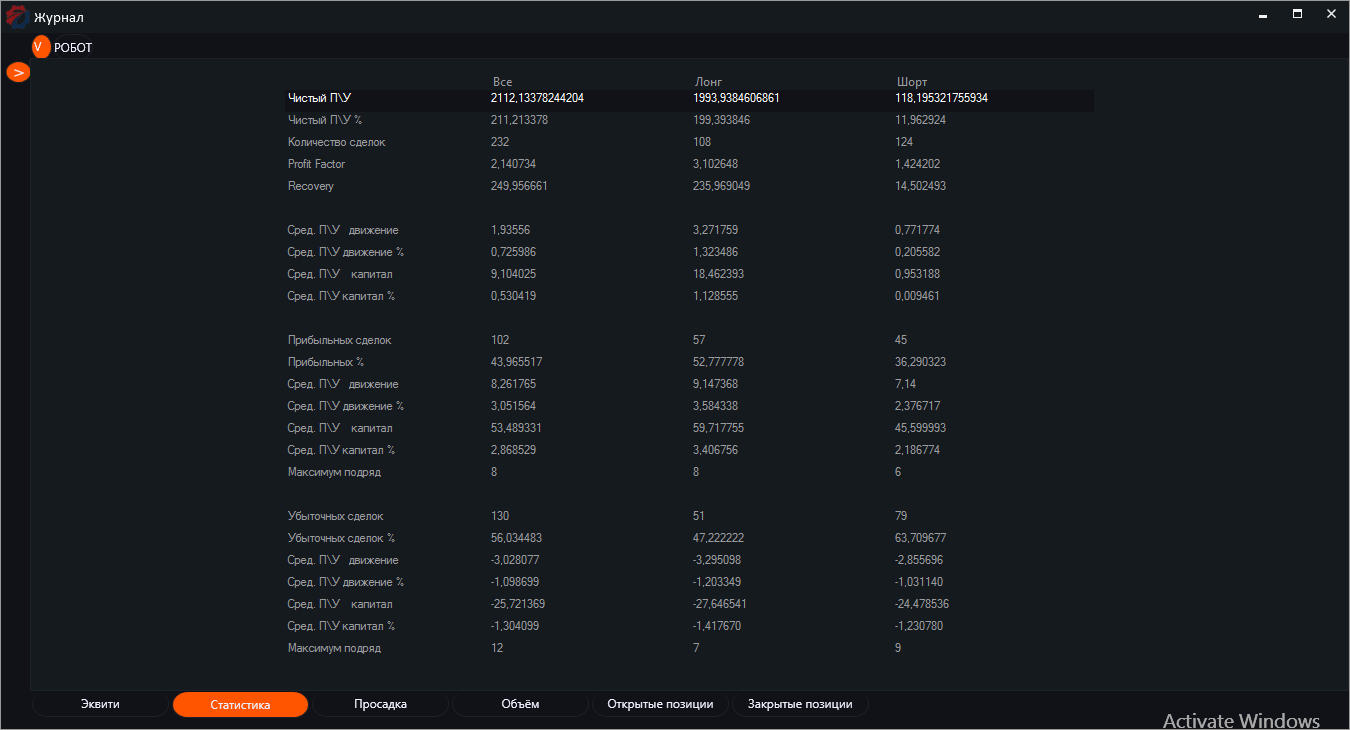 Журнал
V РОБОТ
>
Все Лонг Шорт
Чистый П\У 2112,13378244204 1993,9384606861 118,195321755934
Чистый П\У % 211,213378 199,393846 11,962924
Количество сделок 232 108 124
Profit Factor 2,140734 3,102648 1,424202
Recovery 249,956661 235,969049 14,502493
Сред. П\У движение 1,93556 3,271759 0,771774
Сред. П\У движение % 0,725986 1,323486 0,205582
Сред. П\У капитал 9,104025 18,462393 0,953188
Сред. П\У капитал % 0,530419 1,128555 0,009461
Прибыльных сделок 102 57 45
Прибыльных % 43,965517 52,777778 36,290323
Сред. П\У движение 8,261765 9,147368 7,14
Сред. П\У движение % 3,051564 3,584338 2,376717
Сред. П\У капитал 53,489331 59,717755 45,599993
Сред. П\У капитал % 2,868529 3,406756 2,186774
Максимум подряд 8 8 6
Убыточных сделок 130 51 79
Убыточных сделок % 56,034483 47,222222 63,709677
Сред. П\У движение -3,028077 -3,295098 -2,855696
Сред. П\У движение % -1,098699 -1,203349 -1,031140
Сред. П\У капитал -25,721369 -27,646541 -24,478536
Сред. П\У капитал % -1,304099 -1,417670 -1,230780
Максимум подряд 12 7 9
Эквити Статистика Просадка Объём Открытые позиции Закрытые позиции
Activate Windows